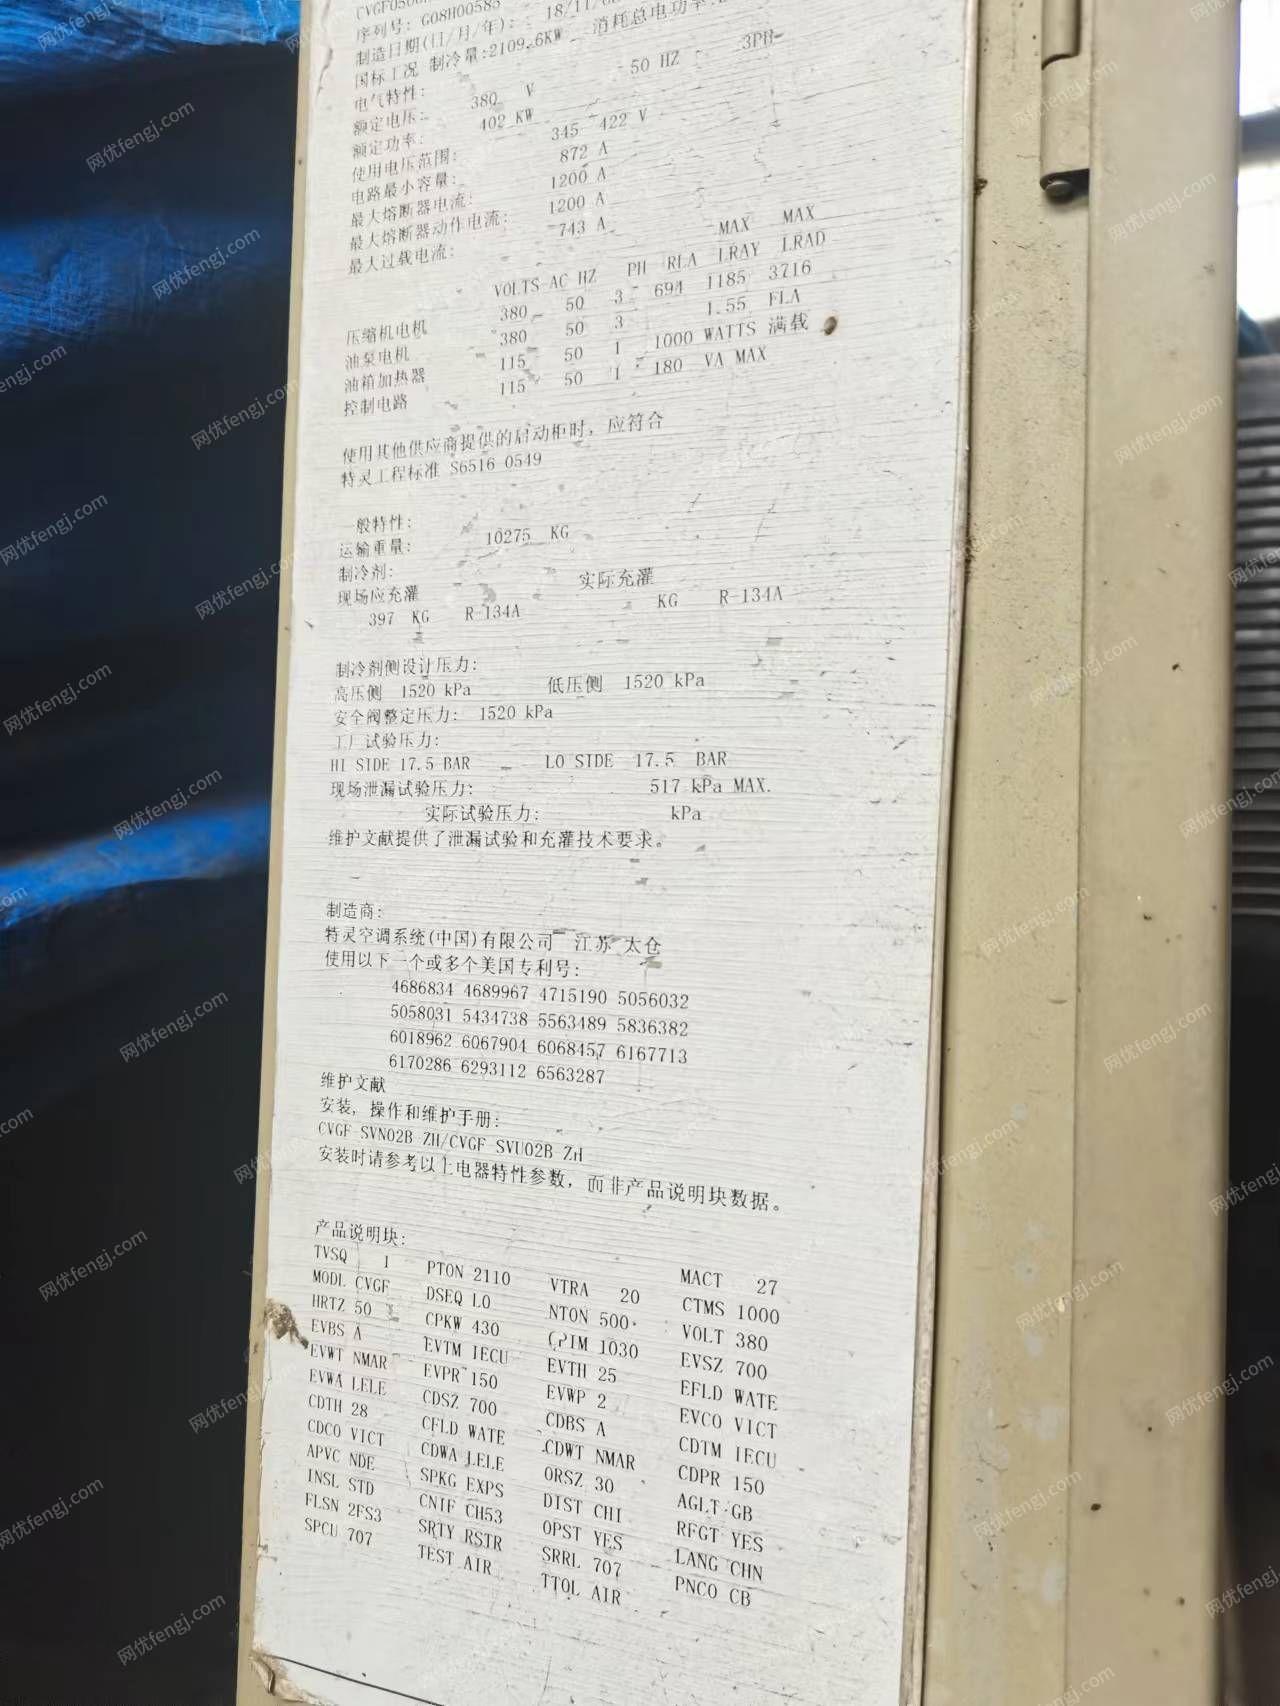 序列号: G08H00585
制造日期(日/月/年): 18/11/
国标工况 制冷量:2109.6KW 消耗总电功率:
电气特性: 50 HZ 3PH
额定电压: 380 V
额定功率: 402 KW
使用电压范围: 345 422 V
电路最小容量: 872 A
最大熔断器电流: 1200 A
最大熔断器动作电流: 1200 A
最大过载电流: 743 A
MAX MAX
VOLTS-AC HZ PH RLA LRAY LRAD
压缩机电机 380 50 3 694 1185 3716
油泵电机 380 50 3 1.55 FLA
油箱加热器 115 50 1 1000 WATTS 满载
控制电路 115 50 1 180 VA MAX
使用其他供应商提供的启动柜时, 应符合
特灵工程标准 S6516 0549
一般特性:
运输重量: 10275 KG
制冷剂:
现场应充灌 实际充灌
397 KG R-134A KG R-134A
制冷剂侧设计压力:
高压侧 1520 kPa 低压侧 1520 kPa
安全阀整定压力: 1520 kPa
工厂试验压力:
HI SIDE 17.5 BAR LO SIDE 17.5 BAR
现场泄漏试验压力: 517 kPa MAX.
实际试验压力: kPa
维护文献提供了泄漏试验和充灌技术要求。
制造商:
特灵空调系统(中国)有限公司 江苏 太仓
使用以下一个或多个美国专利号:
4686834 4689967 4715190 5056032
5058031 5434738 5563489 5836382
6018962 6067904 6068457 6167713
6170286 6293112 6563287
维护文献
安装, 操作和维护手册:
CVGF-SVN02B-ZH/CVGF-SVU02B-ZH
安装时请参考以上电器特性参数, 而非产品说明块数据。
产品说明块:
TVSQ 1 PTON 2110 VTRA 20 MACT 27
MODL CVGF DSEQ L0 NTON 500 CTMS 1000
HRTZ 50 CPKW 430 CPIM 1030 VOLT 380
EVBS A EVTM IECU EVTH 25 EVSZ 700
EVWT NMAR EVPR 150 EVWP 2 EFLD WATE
EVWA LELE CDSZ 700 CDBS A EVCO VICT
CDTH 28 CFLD WATE CDWT NMAR CDTM IECU
CDCO VICT CDWA LELE ORSZ 30 CDPR 150
APVC NDE SPKG EXPS DIST CHI AGLT GB
INSL STD CNIF CH53 OPST YES RFGT YES
FLSN 2FS3 SRTY RSTR SRRL 707 LANG CHN
SPCU 707 TEST AIR TTOL AIR PNCO CB
网优fengj.com